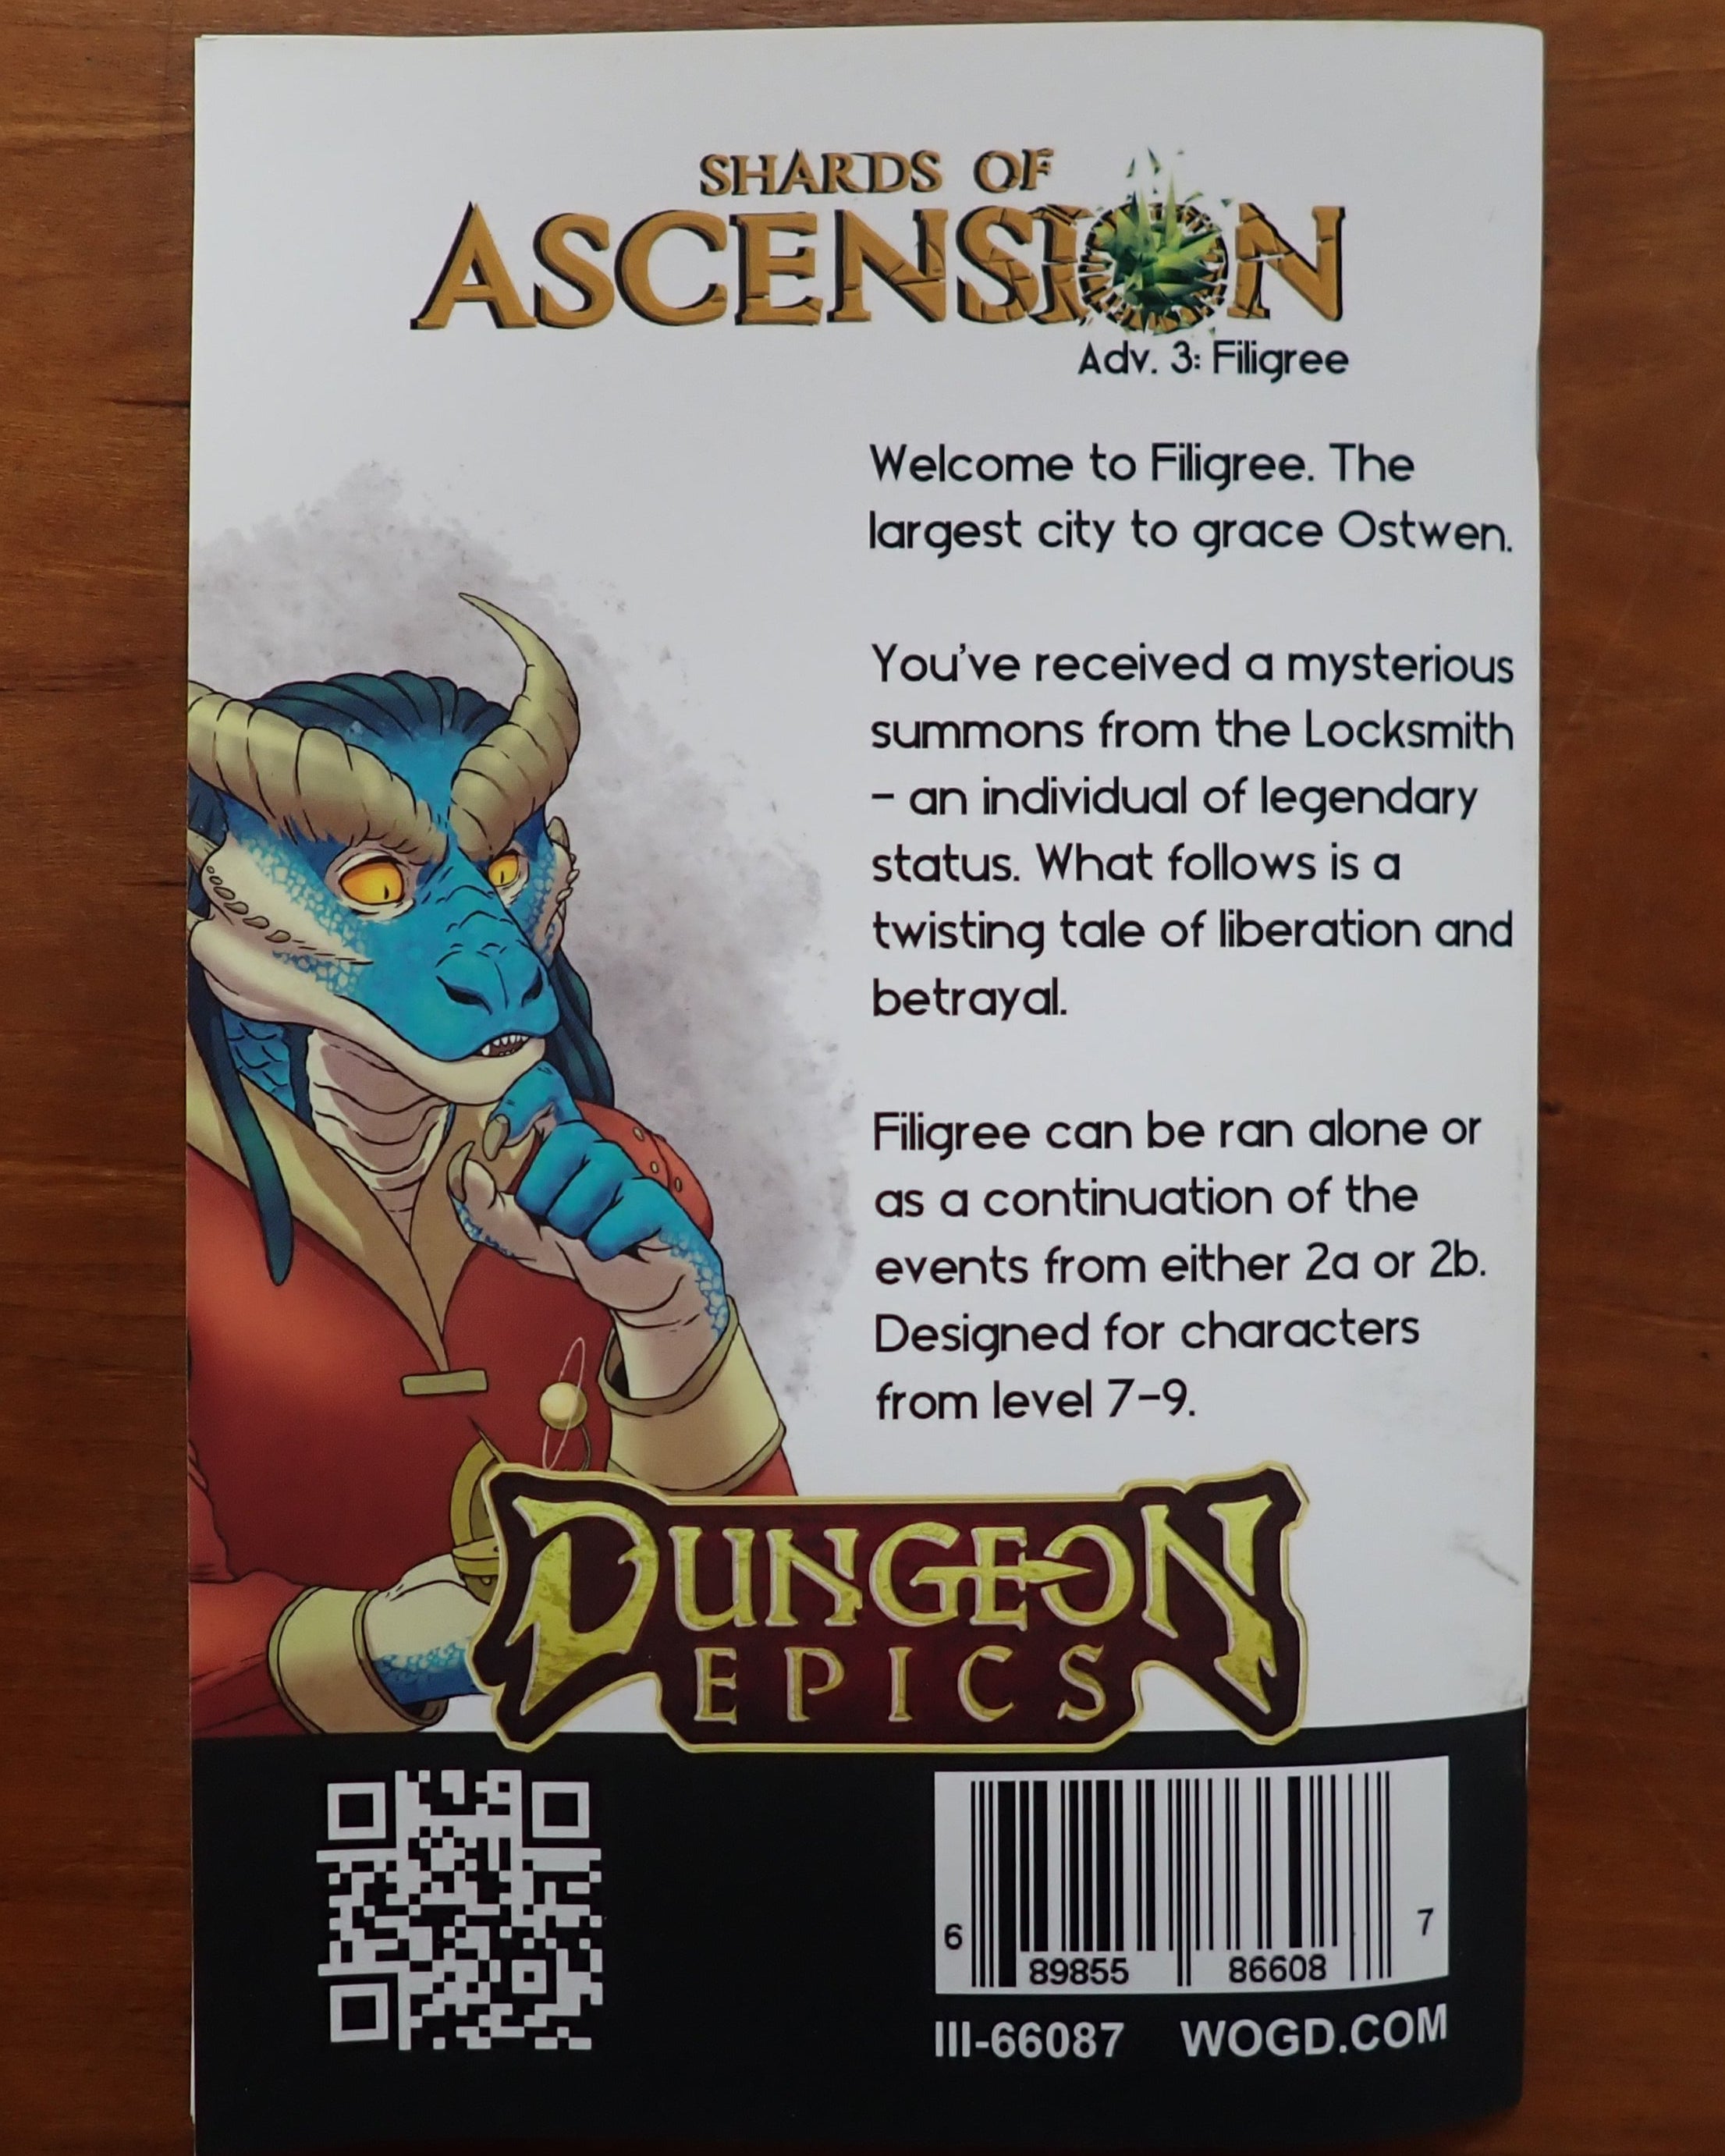 SHARDS OF
ASCENSION
Adv. 3: Filigree
Welcome to Filigree. The
largest city to grace Ostwen.
You've received a mysterious
summons from the Locksmith
- an individual of legendary
status. What follows is a
twisting tale of liberation and
betrayal.
Filigree can be ran alone or
as a continuation of the
events from either 2a or 2b.
Designed for characters
from level 7-9.
DUNGEON
EPICS
6 89855 86608 7
III-66087 WOGD.COM